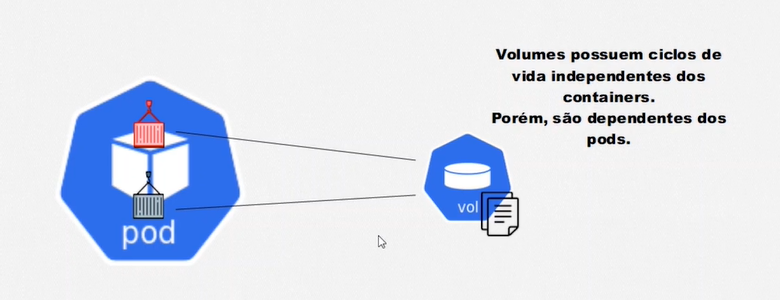 Volumes possuem ciclos de
vida independentes dos
containers.
Porém, são dependentes dos
pods.
vol
pod